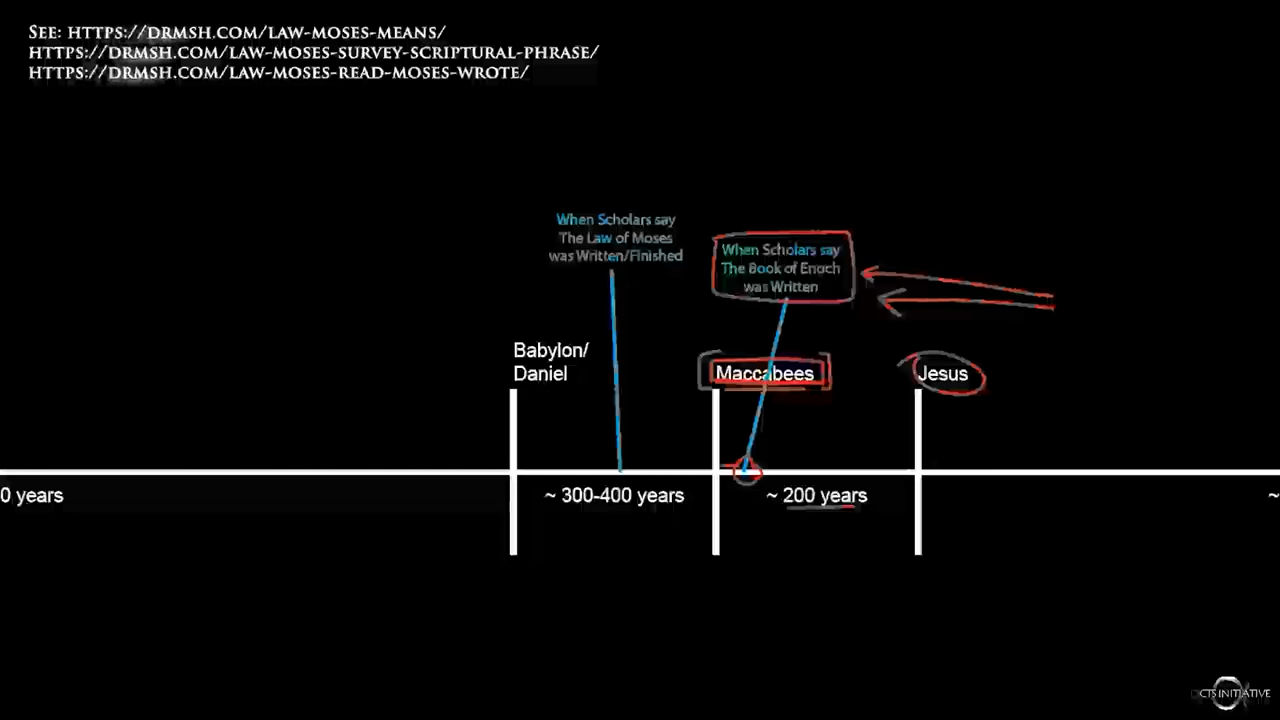 SEE: HTTPS://DRMSH.COM/LAW-MOSES-MEANS/
HTTPS://DRMSH.COM/LAW-MOSES-SURVEY-SCRIPTURAL-PHRASE/
HTTPS://DRMSH.COM/LAW-MOSES-READ-MOSES-WROTE/
When Scholars say
The Law of Moses
was Written/Finished
When Scholars say
The Book of Enoch
was Written
Babylon/
Daniel
Maccabees
Jesus
0 years
~ 300-400 years
~ 200 years
~
CTS INITIATIVE